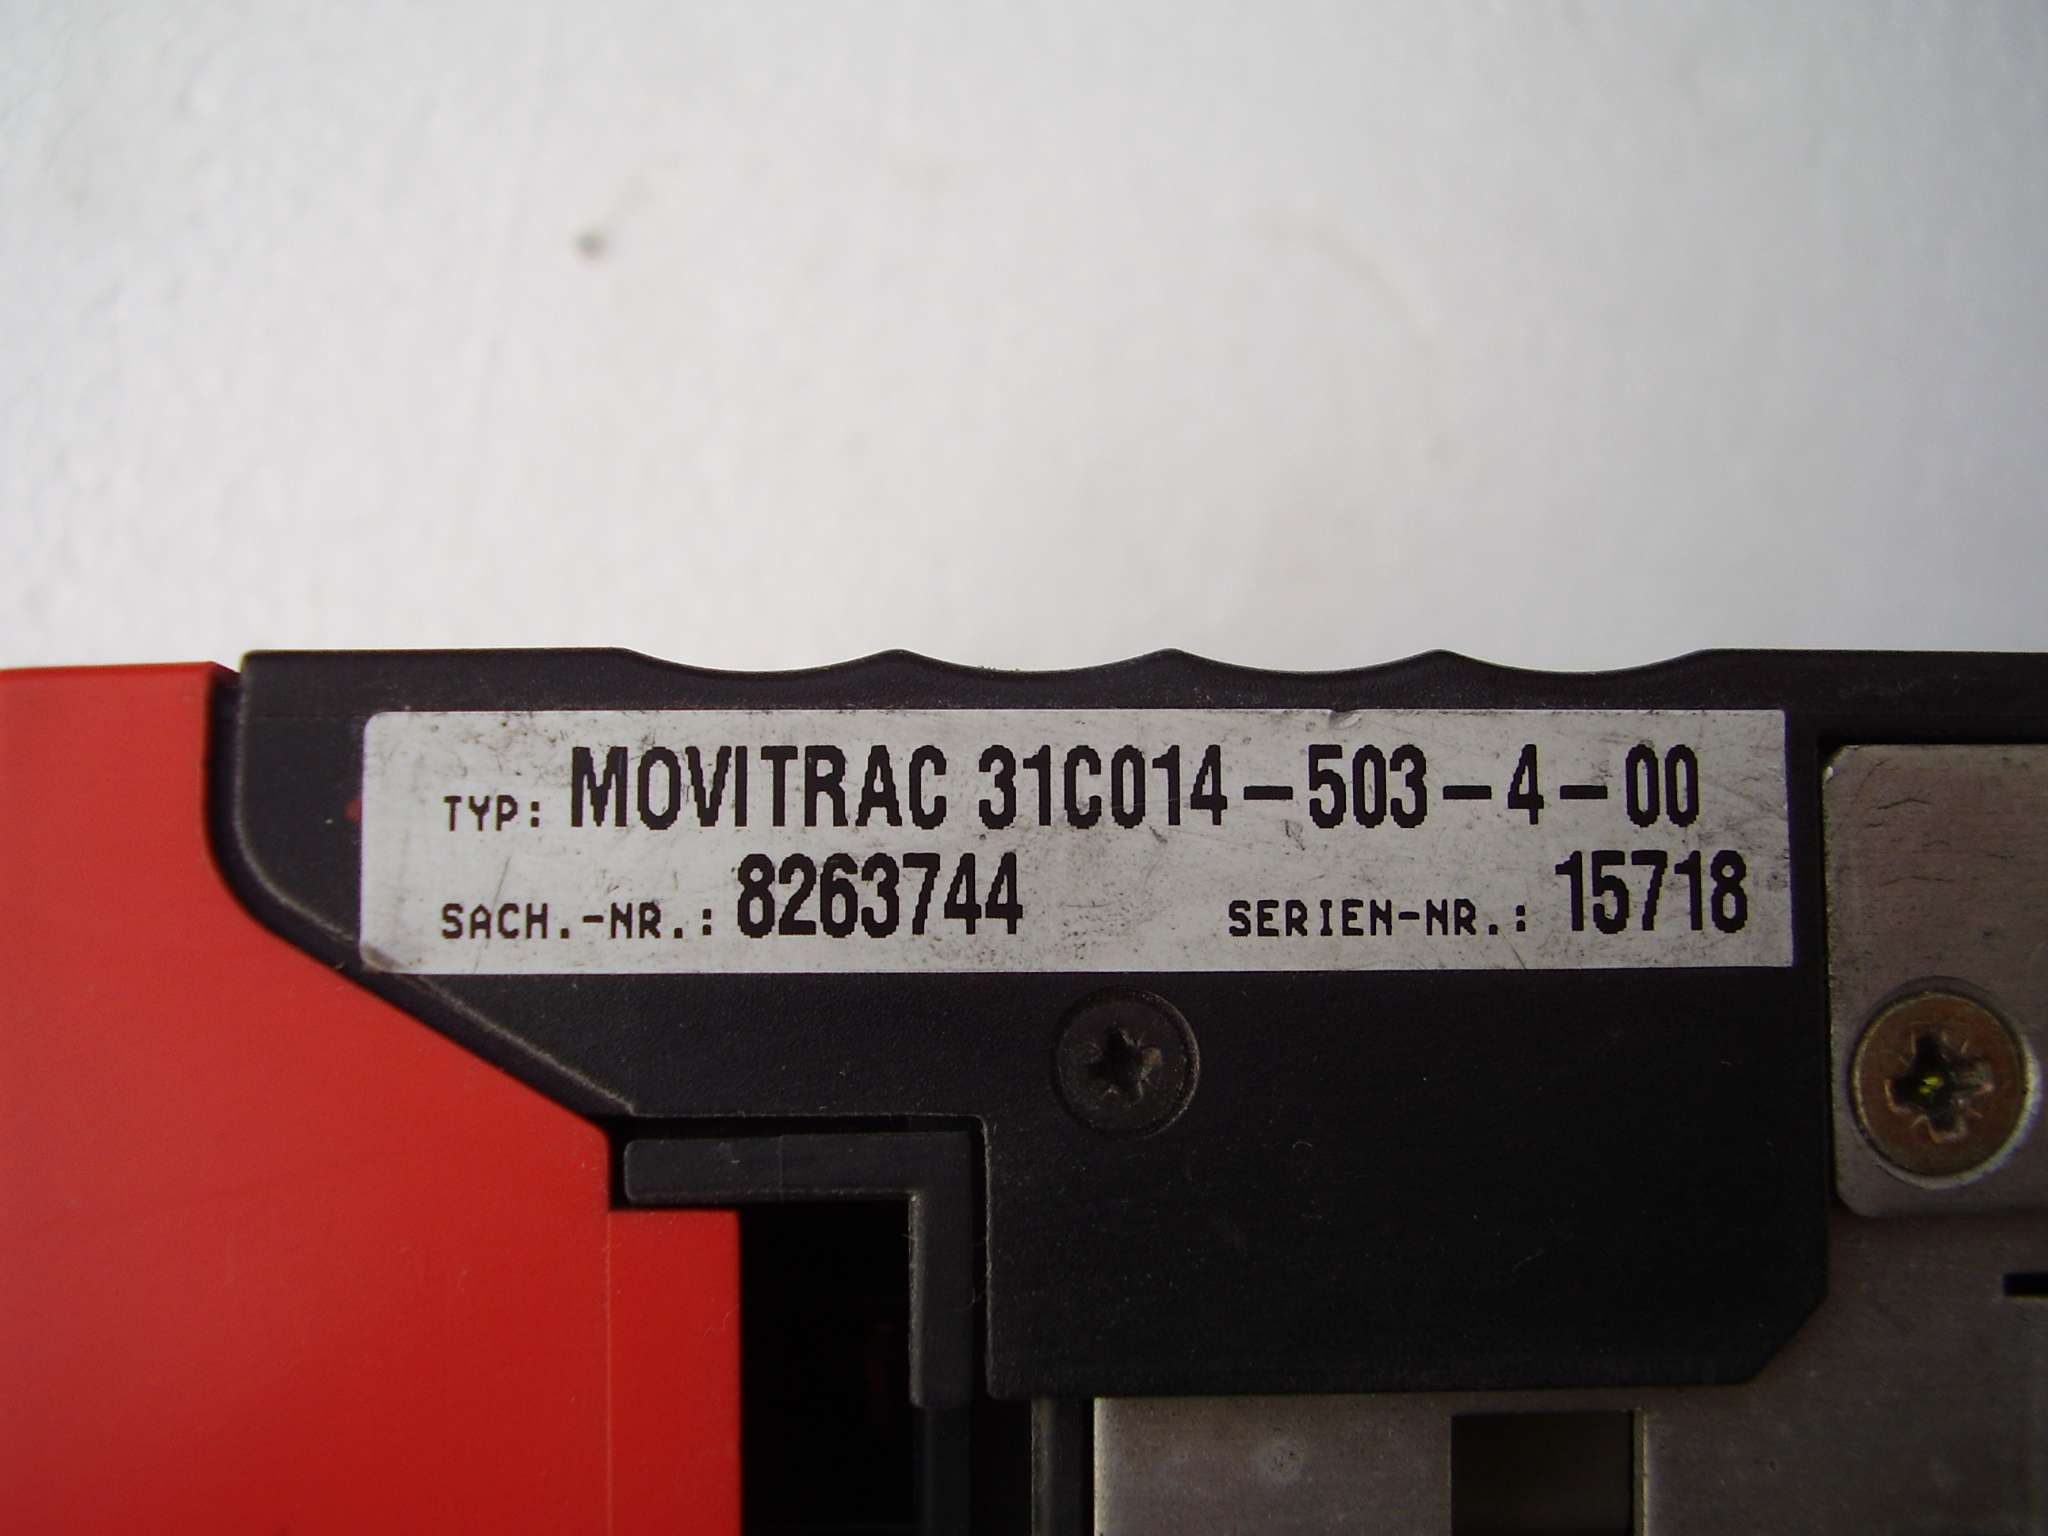 TYP: MOVITRAC 31C014-503-4-00
SACH.-NR.: 8263744 SERIEN-NR.: 15718